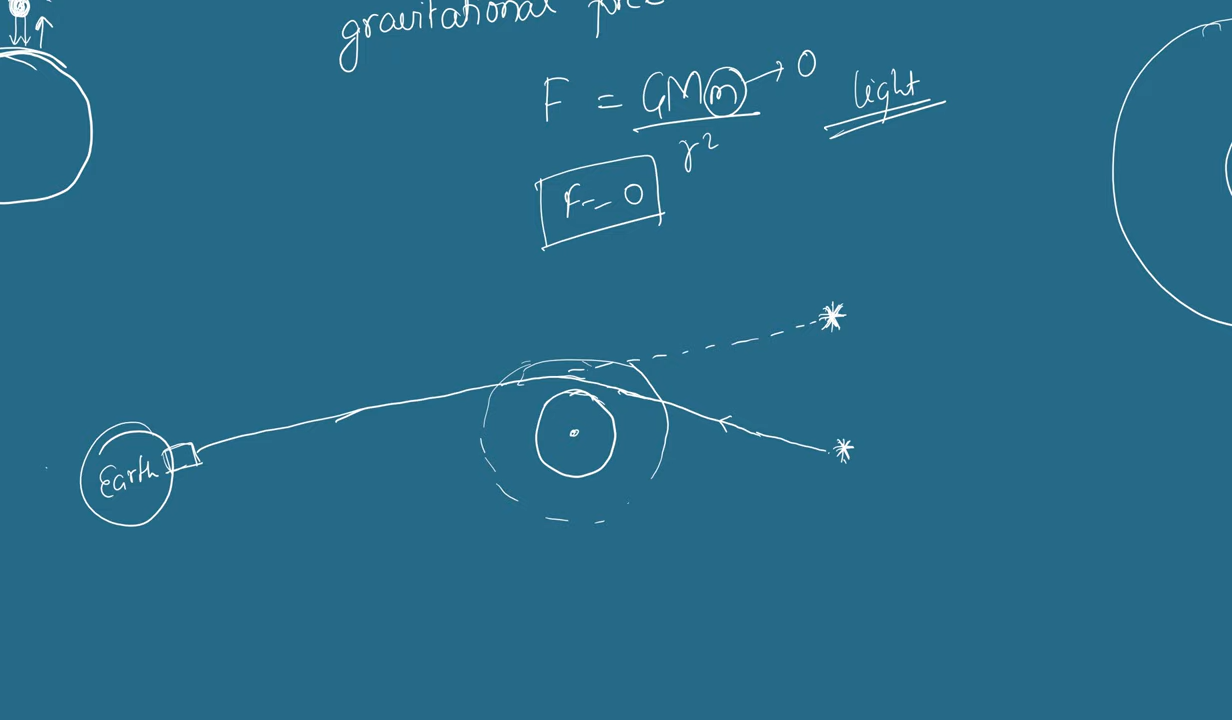 gravitational
F = GMm/r² → 0 light
F = 0
Earth